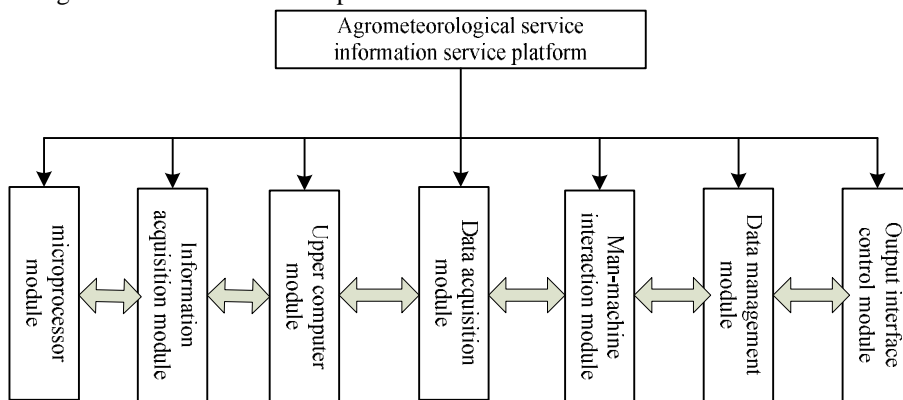 Agrometeorological service
information service platform
microprocessor
module
Information
acquisition module
Upper computer
module
Data acquisition
module
Man-machine
interaction module
Data management
module
Output interface
control module